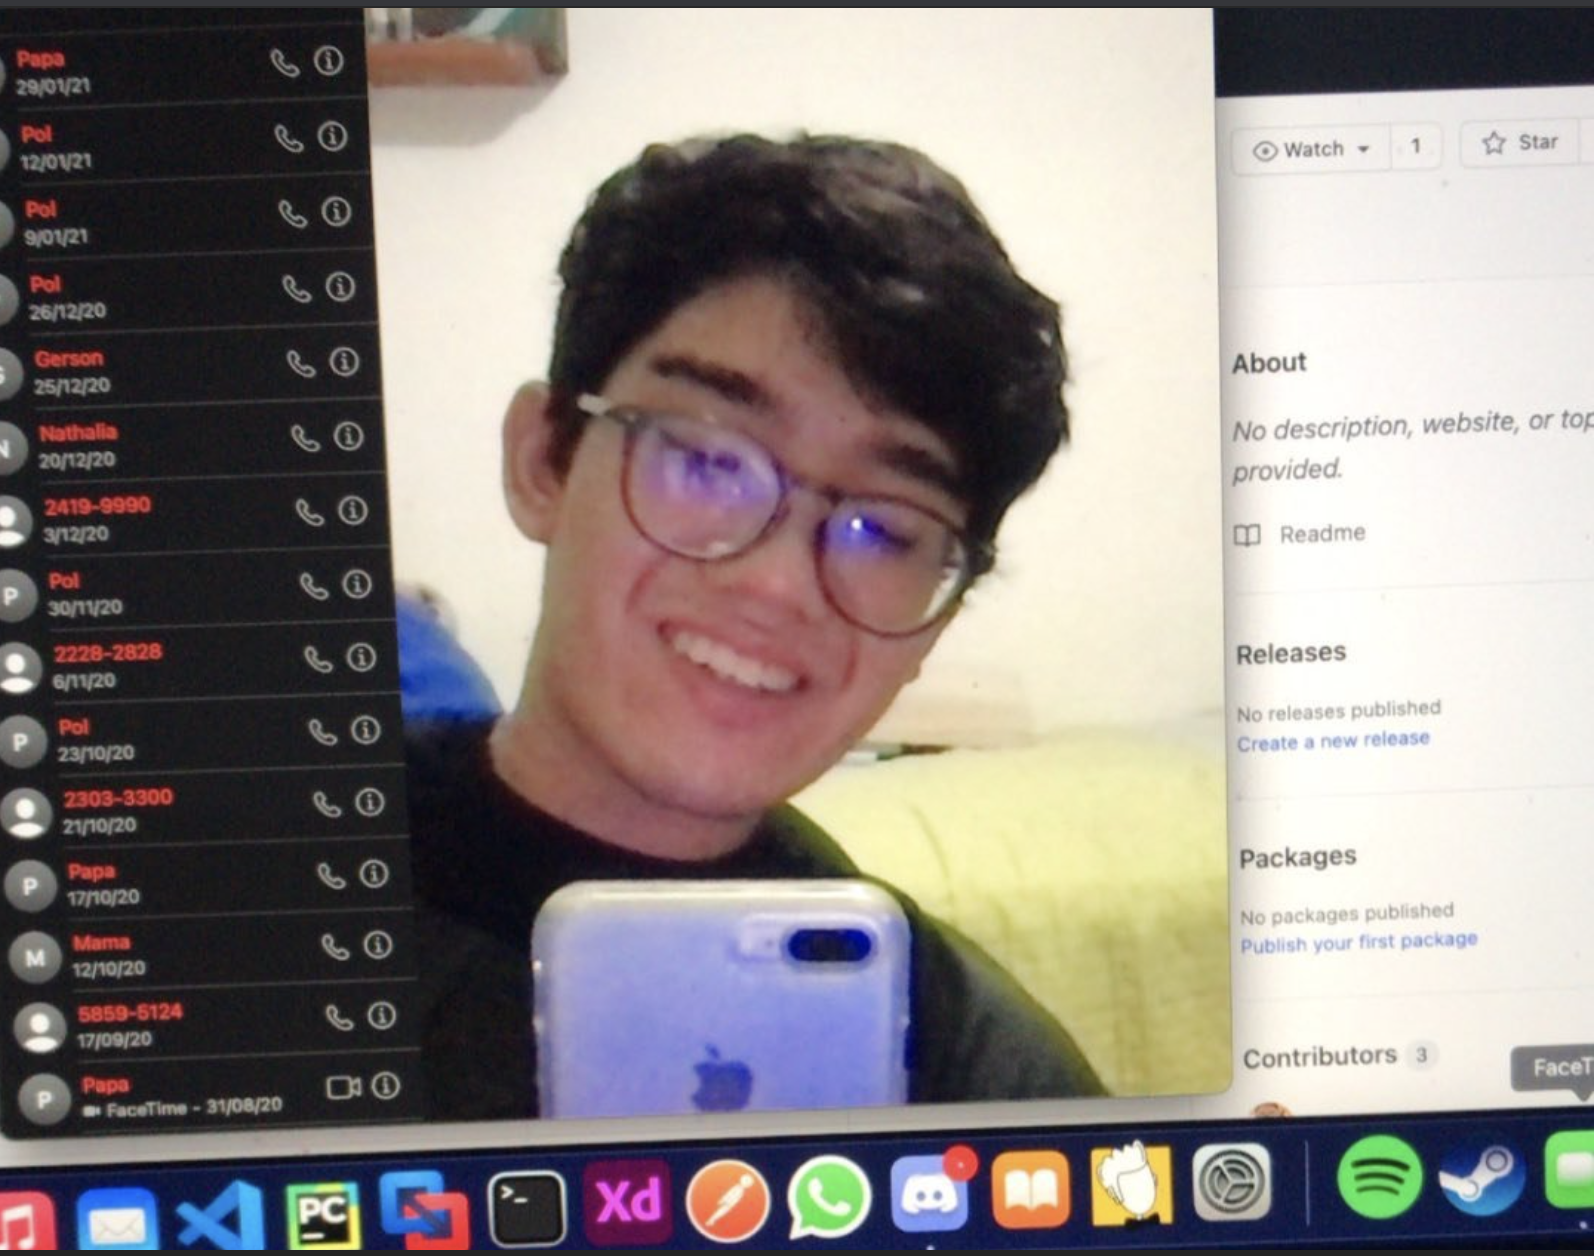 Papa
29/01/21
Pol
12/01/21
Pol
9/01/21
Pol
26/12/20
Gerson
25/12/20
N
Nathalia
20/12/20
2419-9990
3/12/20
P
Pol
30/11/20
2228-2828
6/11/20
P
Pol
23/10/20
2303-3300
21/10/20
P
Papa
17/10/20
M
Mama
12/10/20
5859-5124
17/09/20
P
Papa
FaceTime - 31/08/20
Watch 1 Star
About
No description, website, or top
provided.
Readme
Releases
No releases published
Create a new release
Packages
No packages published
Publish your first package
Contributors 3
FaceT
PC
>_
Xd